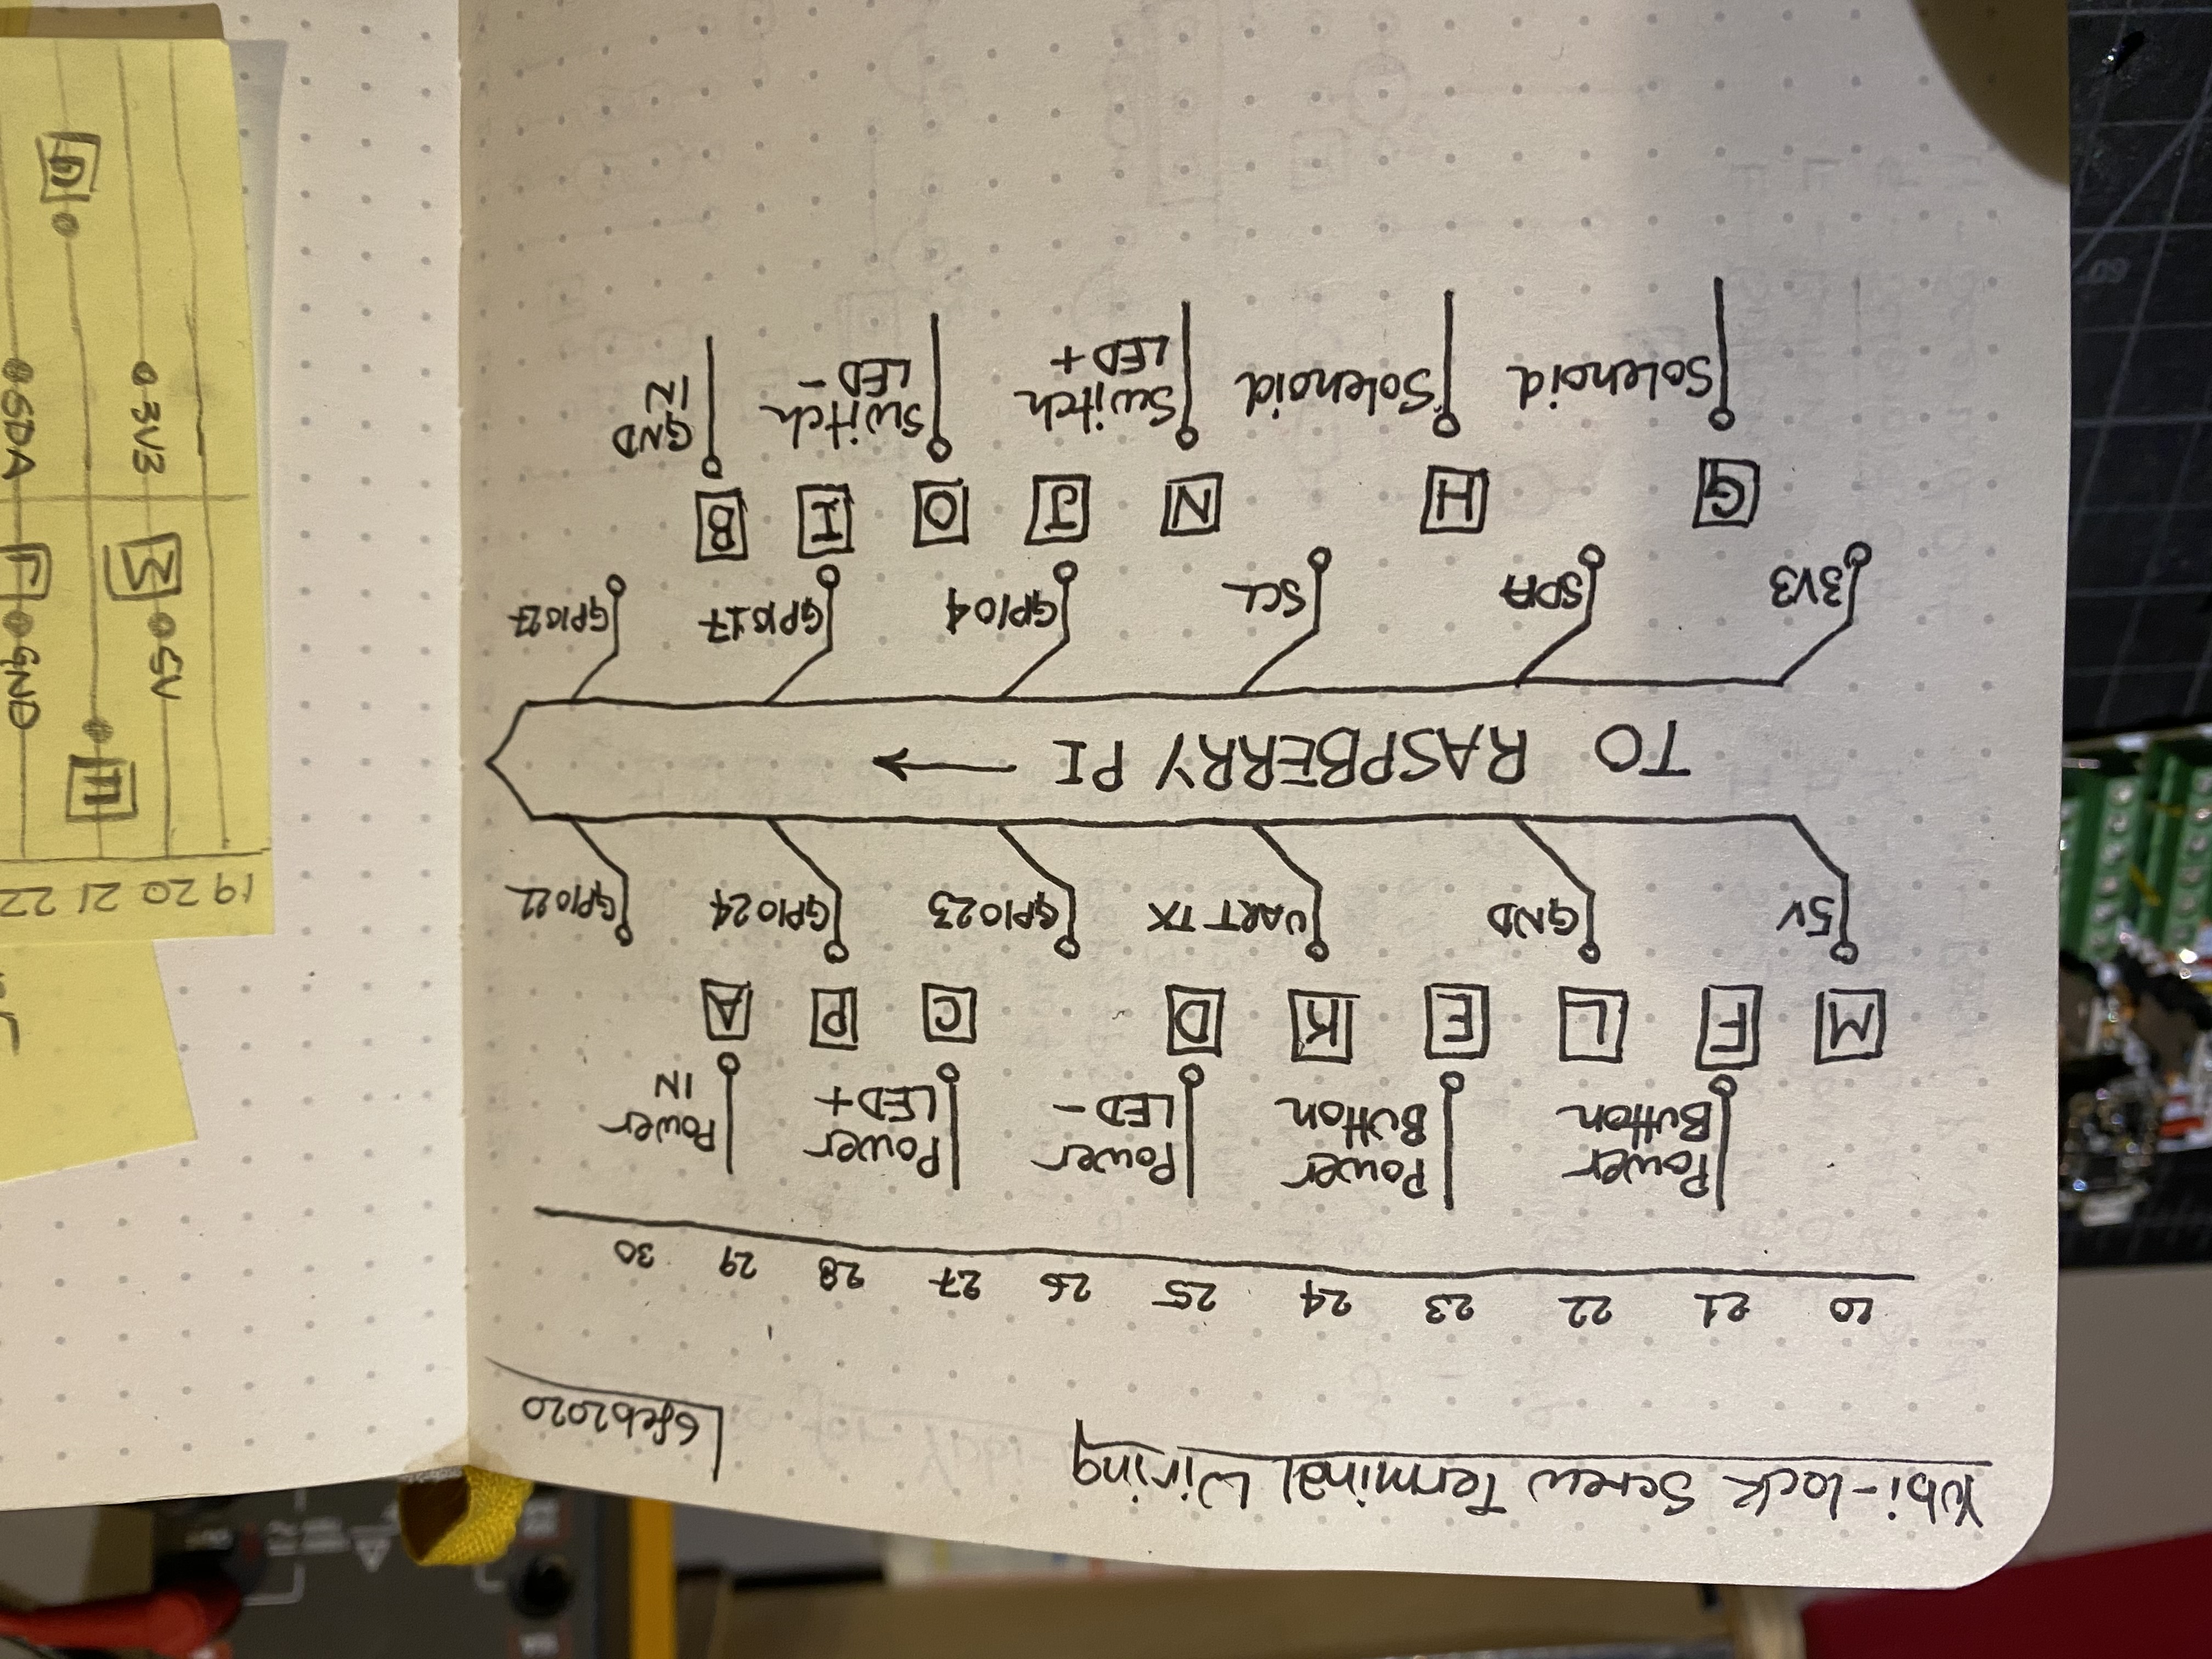 Yubi-lock Screw Terminal Wiring
6feb2020
20 21 22 23 24 25 26 27 28 29 30
Power Button
Power Button
Power LED -
Power LED +
Power IN
M F L E K D C P A
5V GND UART TX GPIO23 GPIO24 GPIO22
TO RASPBERRY PI →
3V3 SDA SCL GPIO4 GPIO17 GPIO27
G H N J O I B
Solenoid
Solenoid
Switch LED +
Switch LED -
GND IN
19 20 21 22
5V
GND
M
3V3
SDA
G